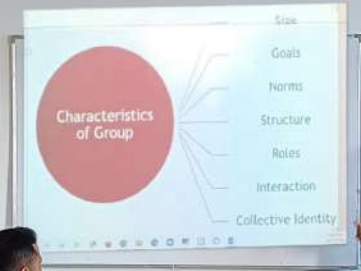 Characteristics
of Group
Size
Goals
Norms
Structure
Roles
Interaction
Collective Identity